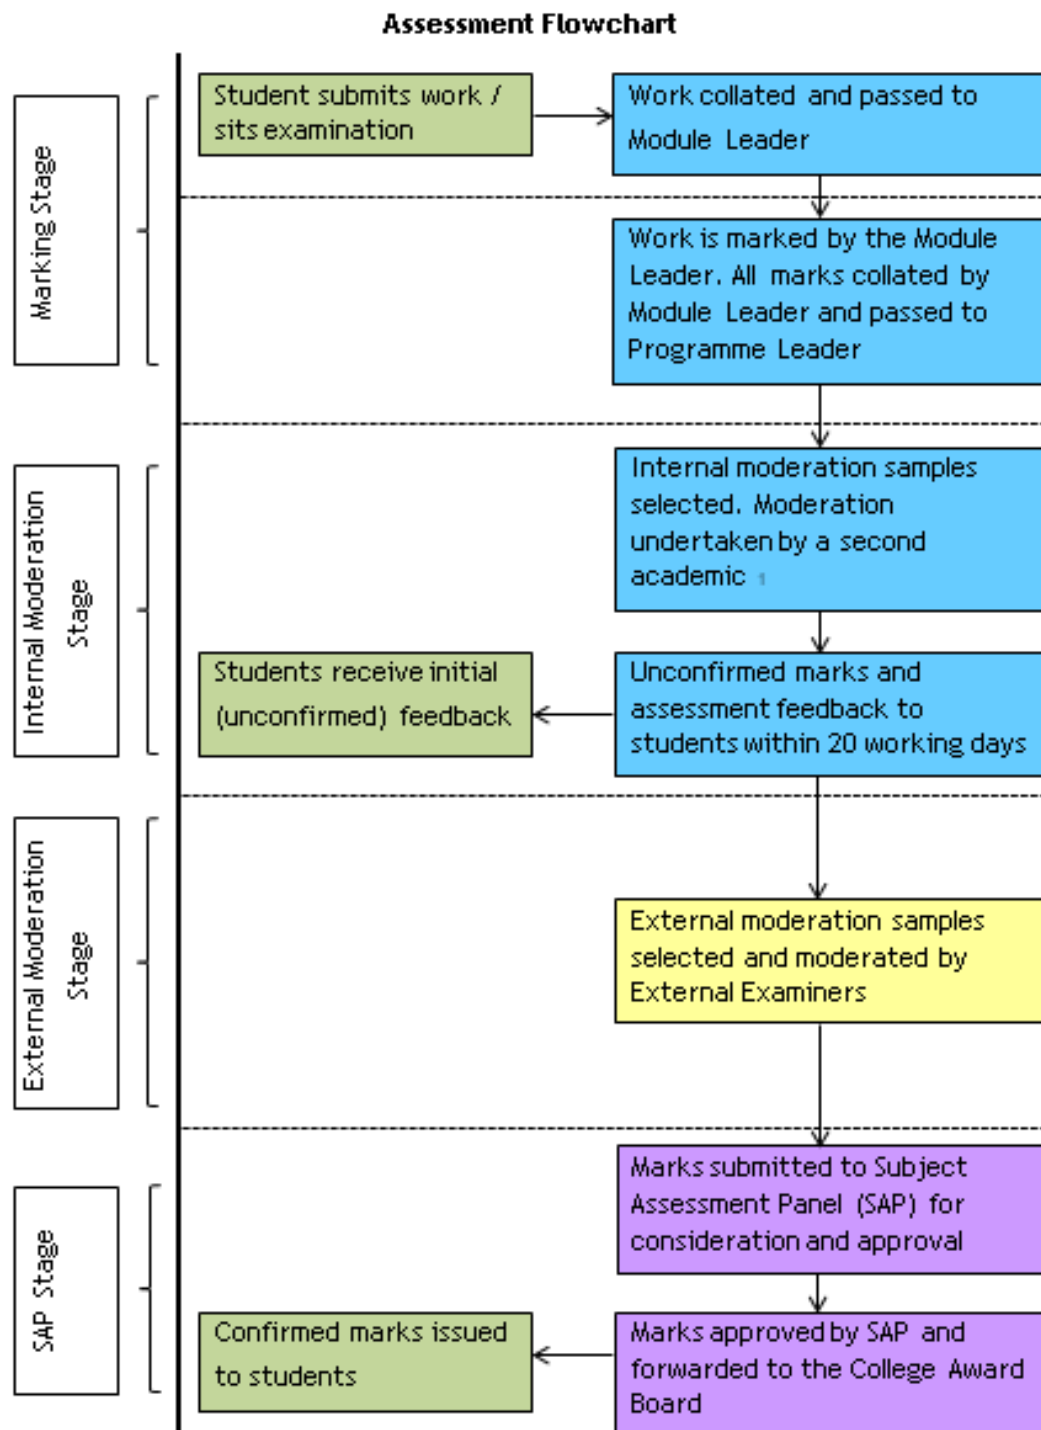 Assessment Flowchart
Marking Stage
Student submits work /
sits examination
Work collated and passed to
Module Leader
Work is marked by the Module
Leader. All marks collated by
Module Leader and passed to
Programme Leader
Internal Moderation
Stage
Internal moderation samples
selected. Moderation
undertaken by a second
academic 1
Students receive initial
(unconfirmed) feedback
Unconfirmed marks and
assessment feedback to
students within 20 working days
External Moderation
Stage
External moderation samples
selected and moderated by
External Examiners
SAP Stage
Marks submitted to Subject
Assessment Panel (SAP) for
consideration and approval
Confirmed marks issued
to students
Marks approved by SAP and
forwarded to the College Award
Board